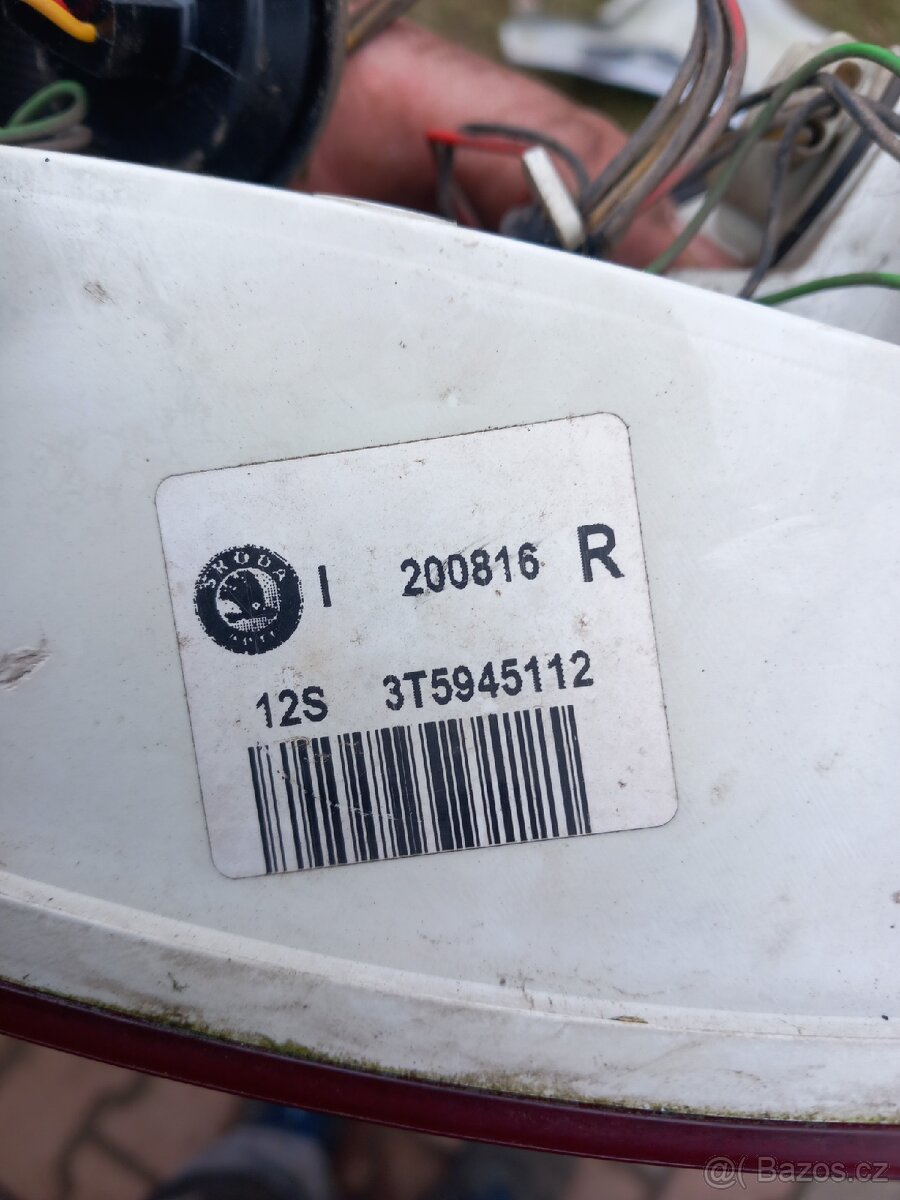 ŠKODA
I 200816 R
12S 3T5945112
@( Bazos.cz